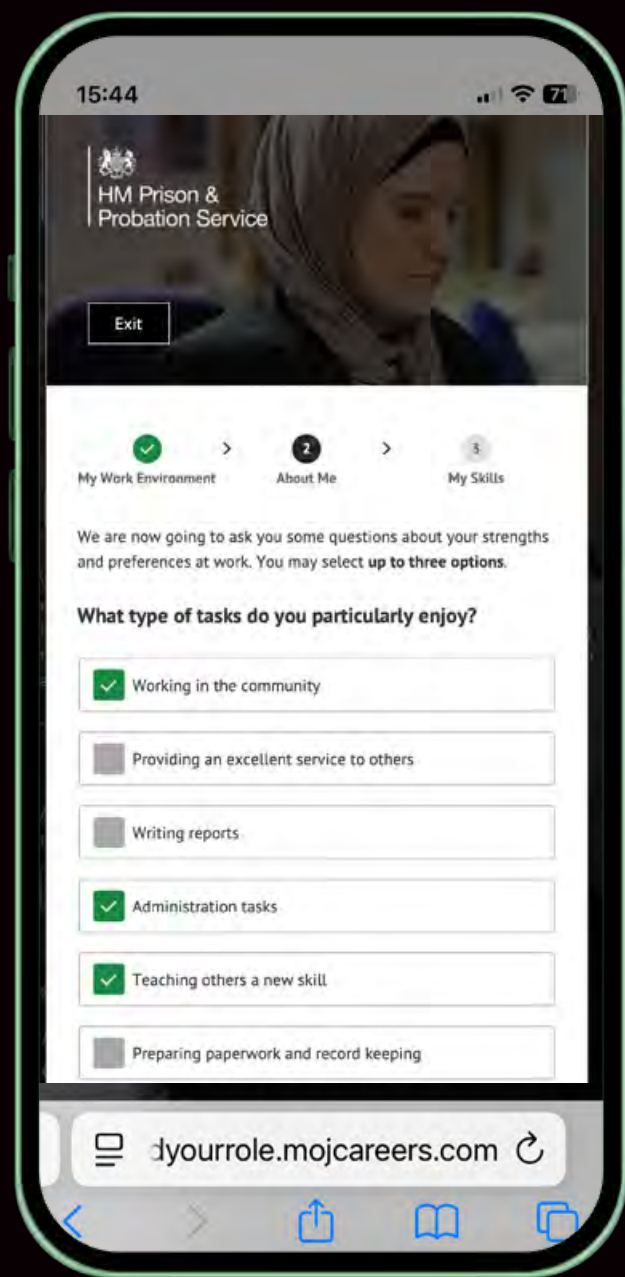 15:44
71
HM Prison &
Probation Service
Exit
2
3
My Work Environment
About Me
My Skills
We are now going to ask you some questions about your strengths
and preferences at work. You may select up to three options.
What type of tasks do you particularly enjoy?
Working in the community
Providing an excellent service to others
Writing reports
Administration tasks
Teaching others a new skill
Preparing paperwork and record keeping
dyourrole.mojcareers.com